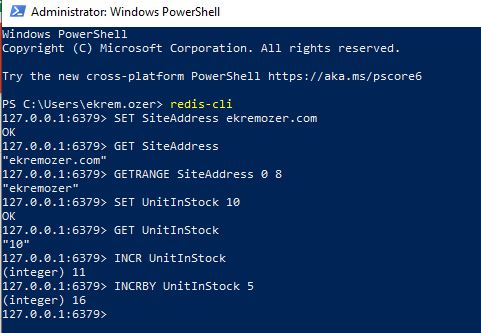 Administrator: Windows PowerShell
Windows PowerShell
Copyright (C) Microsoft Corporation. All rights reserved.
Try the new cross-platform PowerShell https://aka.ms/pscore6
PS C:\Users\ekrem.ozer> redis-cli
127.0.0.1:6379> SET SiteAddress ekremozer.com
OK
127.0.0.1:6379> GET SiteAddress
"ekremozer.com"
127.0.0.1:6379> GETRANGE SiteAddress 0 8
"ekremozer"
127.0.0.1:6379> SET UnitInStock 10
OK
127.0.0.1:6379> GET UnitInStock
"10"
127.0.0.1:6379> INCR UnitInStock
(integer) 11
127.0.0.1:6379> INCRBY UnitInStock 5
(integer) 16
127.0.0.1:6379>